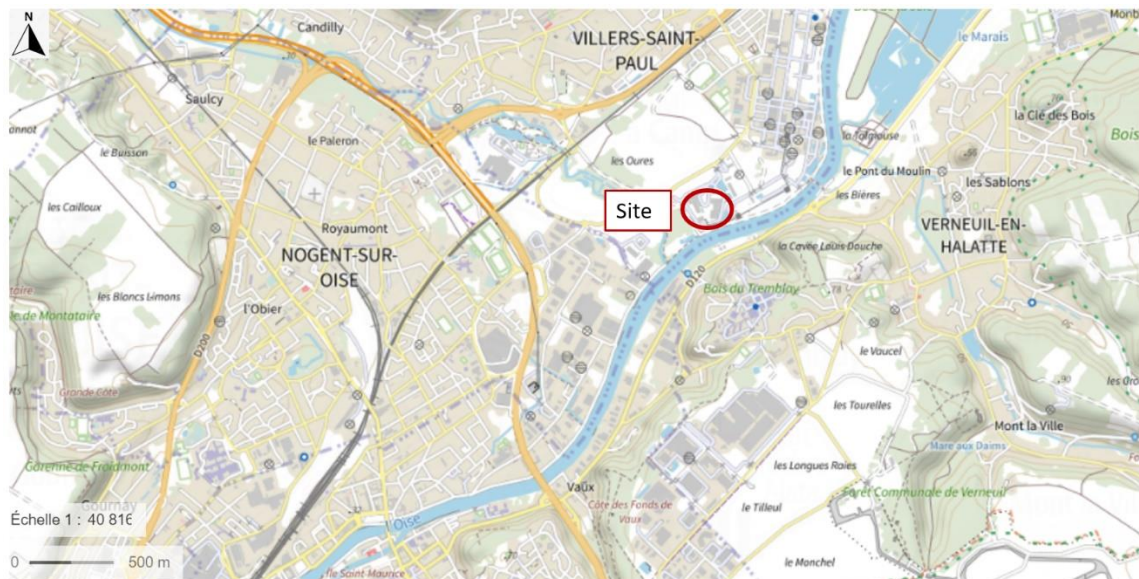 N
Candilly
VILLERS-SAINT-
PAUL
le Marais
Saulcy
la Clé des Bois
le Buisson
le Paleron
les Oures
le Pont du Moulin
les Sablons
les Bières
Site
les Cailloux
Royaumont
NOGENT-SUR-
OISE
VERNEUIL-EN-
HALATTE
la Cavée Louis Douche
D120
Bois du Tremblay
les Blancs Limons
l'Obier
de Montataire
D200
le Vaucel
Grande Côte
les Tourelles
Mont la Ville
Mare aux Daims
les Longues Raies
Garenne de Froidmont
Vaux
Forêt Communale de Verneuil
Côte des Fonds de
Vaux
le Tilleul
Gournay
Échelle 1 : 40 816
l'Oise
0 500 m
le Monchel
Île Saint-Maurice